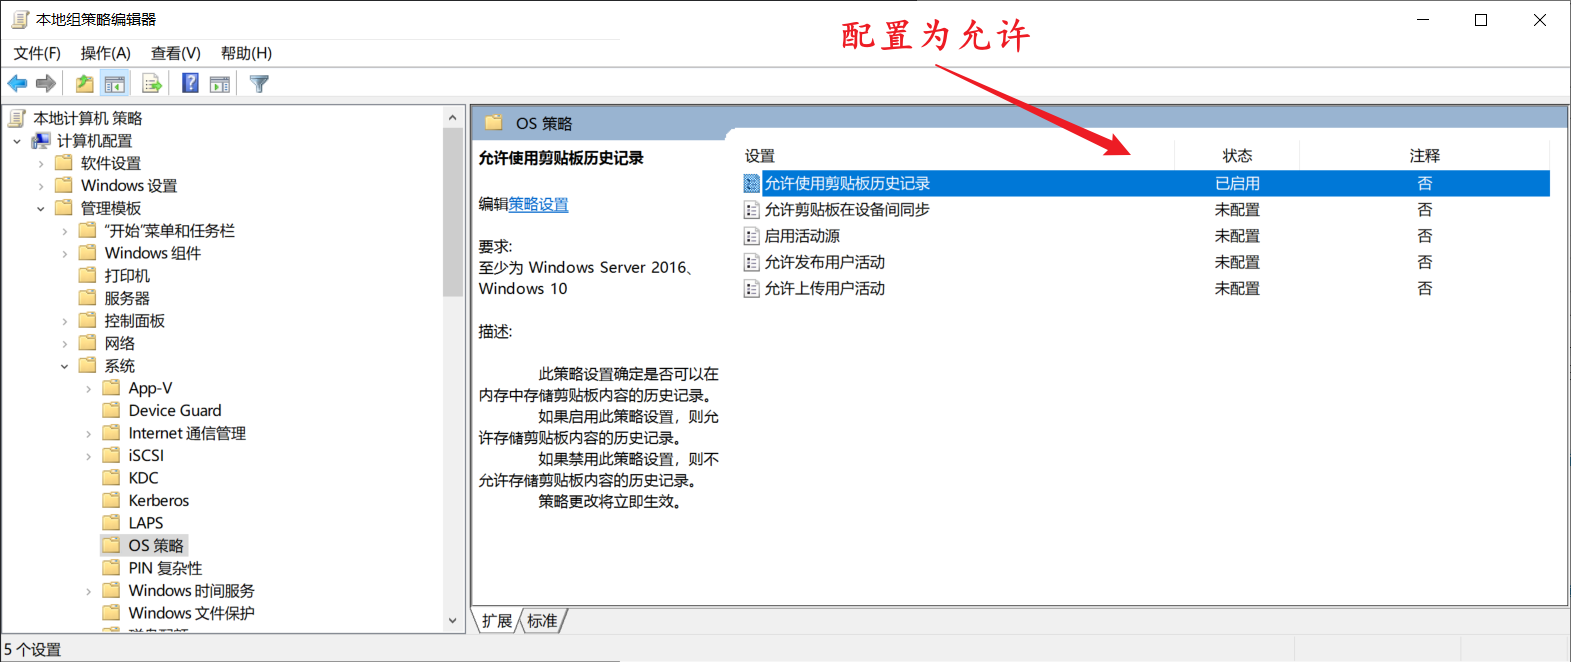 本地组策略编辑器
配置为允许
文件(F) 操作(A) 查看(V) 帮助(H)
本地计算机 策略
计算机配置
软件设置
Windows 设置
管理模板
“开始”菜单和任务栏
Windows 组件
打印机
服务器
控制面板
网络
系统
App-V
Device Guard
Internet 通信管理
iSCSI
KDC
Kerberos
LAPS
OS 策略
PIN 复杂性
Windows 时间服务
Windows 文件保护
OS 策略
允许使用剪贴板历史记录
编辑策略设置
要求:
至少为 Windows Server 2016、
Windows 10
描述:
此策略设置确定是否可以在
内存中存储剪贴板内容的历史记录。
如果启用此策略设置，则允
许存储剪贴板内容的历史记录。
如果禁用此策略设置，则不
允许存储剪贴板内容的历史记录。
策略更改将立即生效。
设置 状态 注释
允许使用剪贴板历史记录 已启用 否
允许剪贴板在设备间同步 未配置 否
启用活动源 未配置 否
允许发布用户活动 未配置 否
允许上传用户活动 未配置 否
扩展 标准
5 个设置